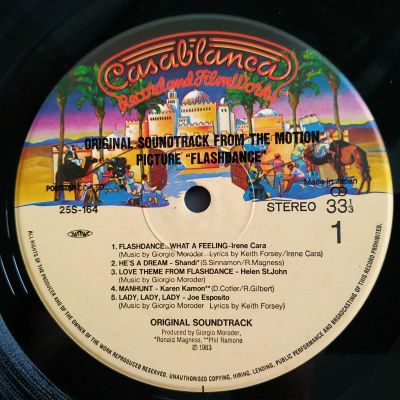 Casablanca
Record and FilmWorks
ORIGINAL SOUNDTRACK FROM THE MOTION
PICTURE "FLASHDANCE"
Made in Japan
25S-164
STEREO 33 1/3
1
1. FLASHDANCE...WHAT A FEELING-Irene Cara
(Music by Giorgio Moroder Lyrics by Keith Forsey/Irene Cara)
2. HE'S A DREAM - Shandi*(S.Sinnamon/R.Magness)
3. LOVE THEME FROM FLASHDANCE - Helen St.John
(Music by Giorgio Moroder)
4. MANHUNT - Karen Kamon**(D.Cotler/R.Gilbert)
5. LADY, LADY, LADY - Joe Esposito
(Music by Giorgio Moroder Lyrics by Keith Forsey)
ORIGINAL SOUNDTRACK
Produced by Giorgio Moroder,
*Ronald Magness, **Phil Ramone
℗ 1983
ALL RIGHTS OF THE PRODUCER AND OF THE OWNER OF THE WORK REPRODUCED RESERVED. UNAUTHORISED COPYING, HIRING, LENDING, PUBLIC PERFORMANCE AND BROADCASTING OF THIS RECORD PROHIBITED.